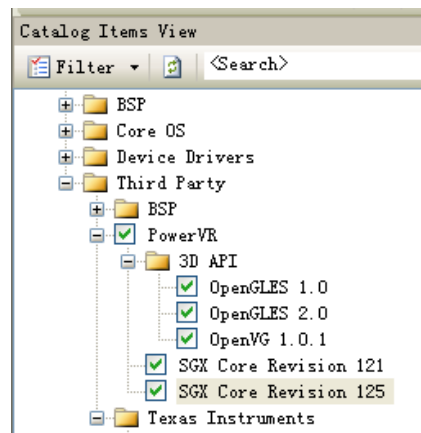 Catalog Items View
Filter <Search>
BSP
Core OS
Device Drivers
Third Party
BSP
PowerVR
3D API
OpenGLES 1.0
OpenGLES 2.0
OpenVG 1.0.1
SGX Core Revision 121
SGX Core Revision 125
Texas Instruments